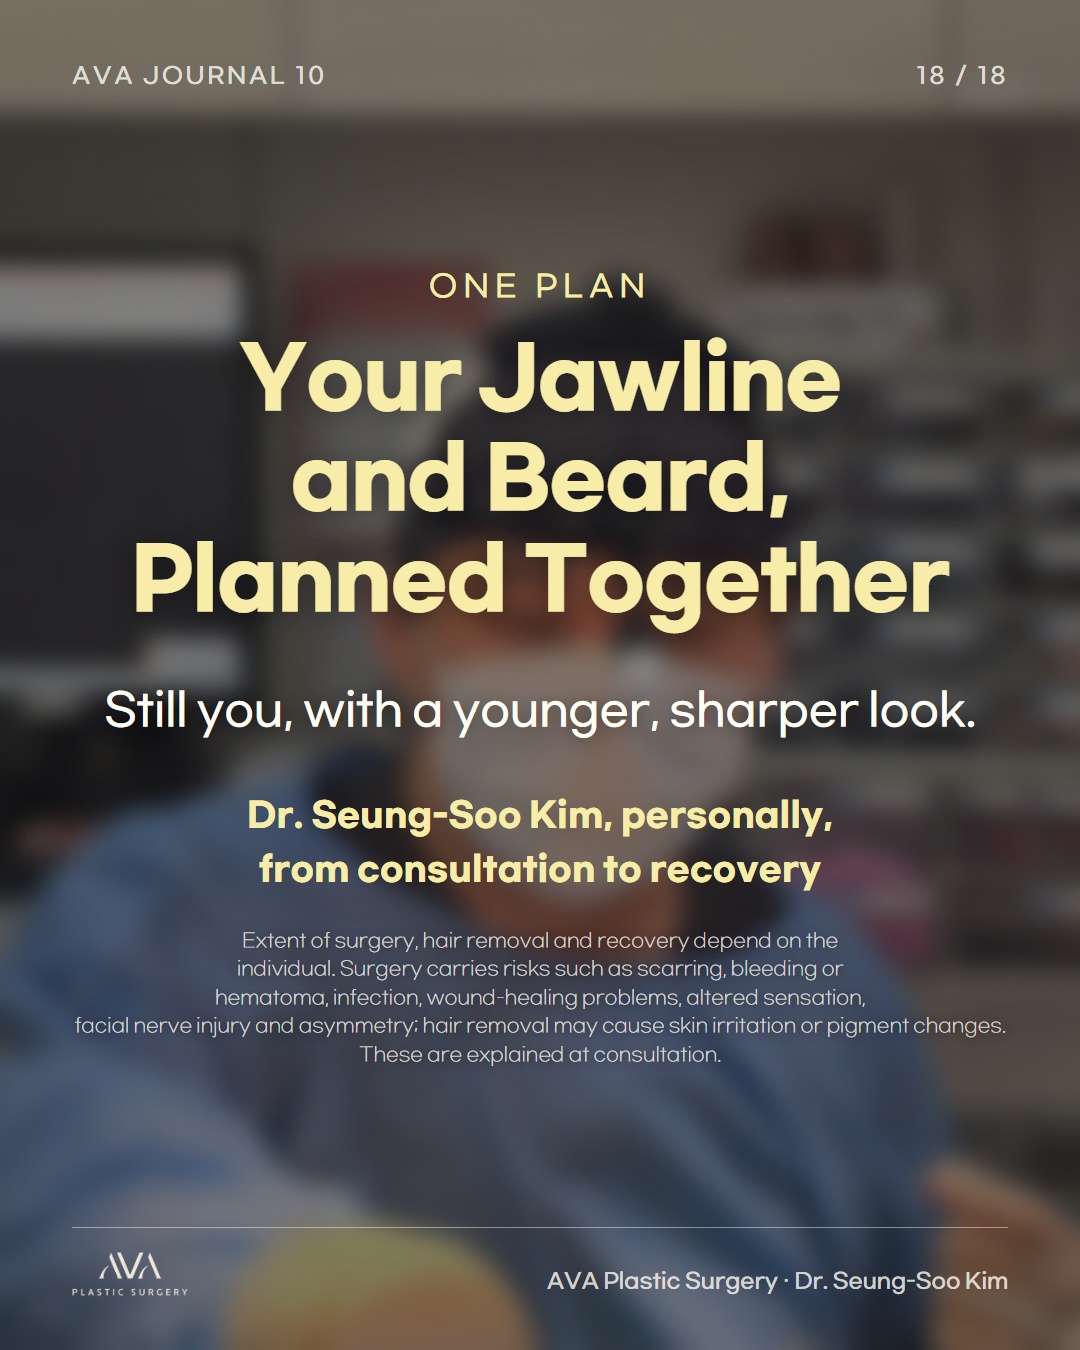 AVA JOURNAL 10
18 / 18
ONE PLAN
Your Jawline
and Beard,
Planned Together
Still you, with a younger, sharper look.
Dr. Seung-Soo Kim, personally,
from consultation to recovery
Extent of surgery, hair removal and recovery depend on the
individual. Surgery carries risks such as scarring, bleeding or
hematoma, infection, wound-healing problems, altered sensation,
facial nerve injury and asymmetry; hair removal may cause skin irritation or pigment changes.
These are explained at consultation.
AVA
PLASTIC SURGERY
AVA Plastic Surgery · Dr. Seung-Soo Kim